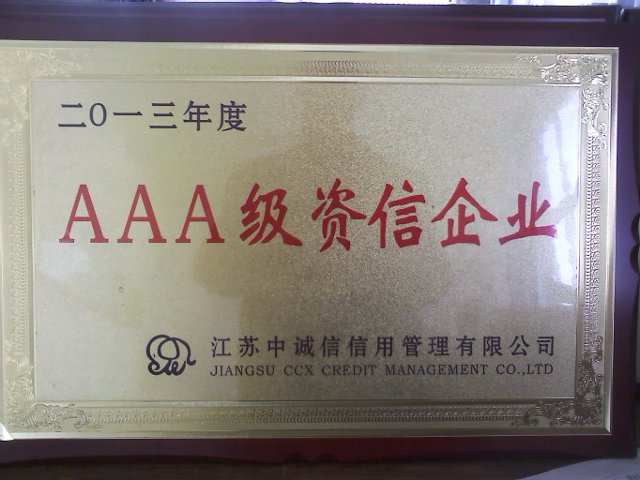 二〇一三年度
AAA级资信企业
江苏中诚信信用管理有限公司
JIANGSU CCX CREDIT MANAGEMENT CO.,LTD